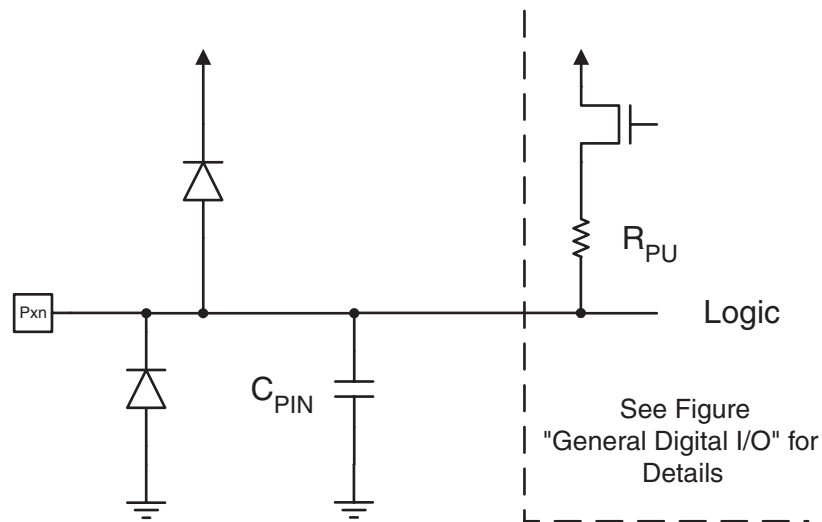 R_PU
Pxn
Logic
C_PIN
See Figure
"General Digital I/O" for
Details